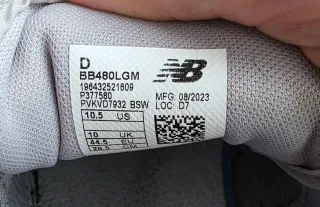 D
BB480LGM
196432521609
P377580
PVKVD7932 BSW
MFG: 08/2023
LOC: D7
10.5 US
10 UK
44.5 EU
28.5 CM
NB